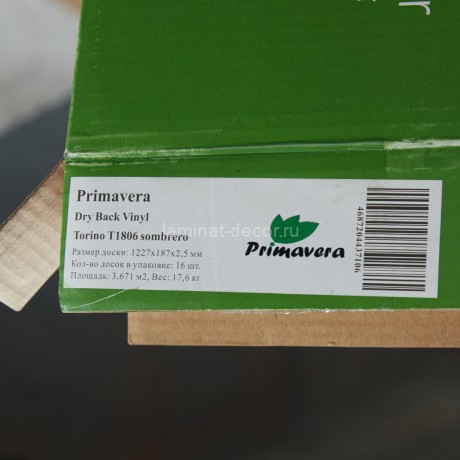 r
Primavera
Dry Back Vinyl
Torino T1806 sombrero
Размер доски: 1227x187x2,5 мм
Кол-во досок в упаковке: 16 шт.
Площадь: 3,671 м2, Вес: 17,6 кг
Primavera
4687204437106
laminat-decor.ru